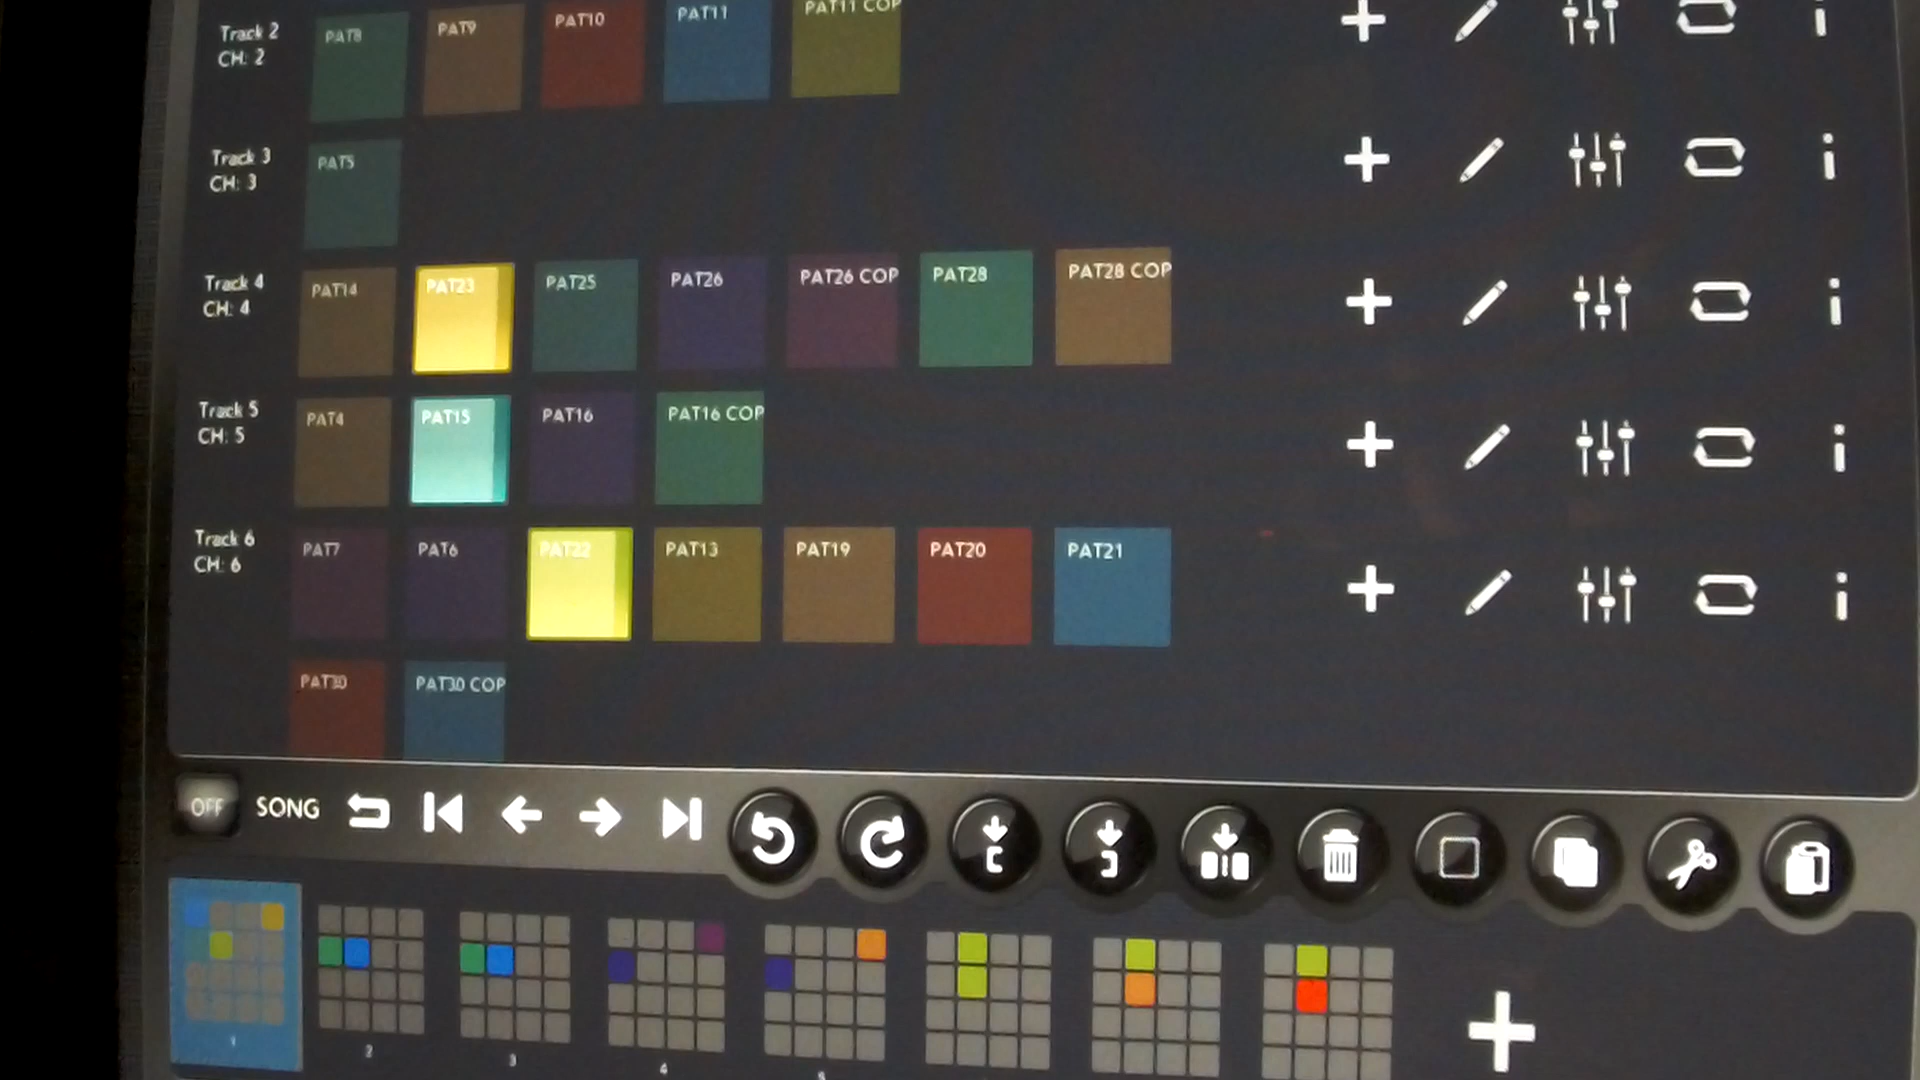 Track 2
CH: 2
PAT8
PAT9
PAT10
PAT11
PAT11 COP
Track 3
CH: 3
PAT5
Track 4
CH: 4
PAT14
PAT23
PAT25
PAT26
PAT26 COP
PAT28
PAT28 COP
Track 5
CH: 5
PAT4
PAT15
PAT16
PAT16 COP
Track 6
CH: 6
PAT7
PAT6
PAT22
PAT13
PAT19
PAT20
PAT21
PAT30
PAT30 COP
OFF
SONG
1
2
3
4